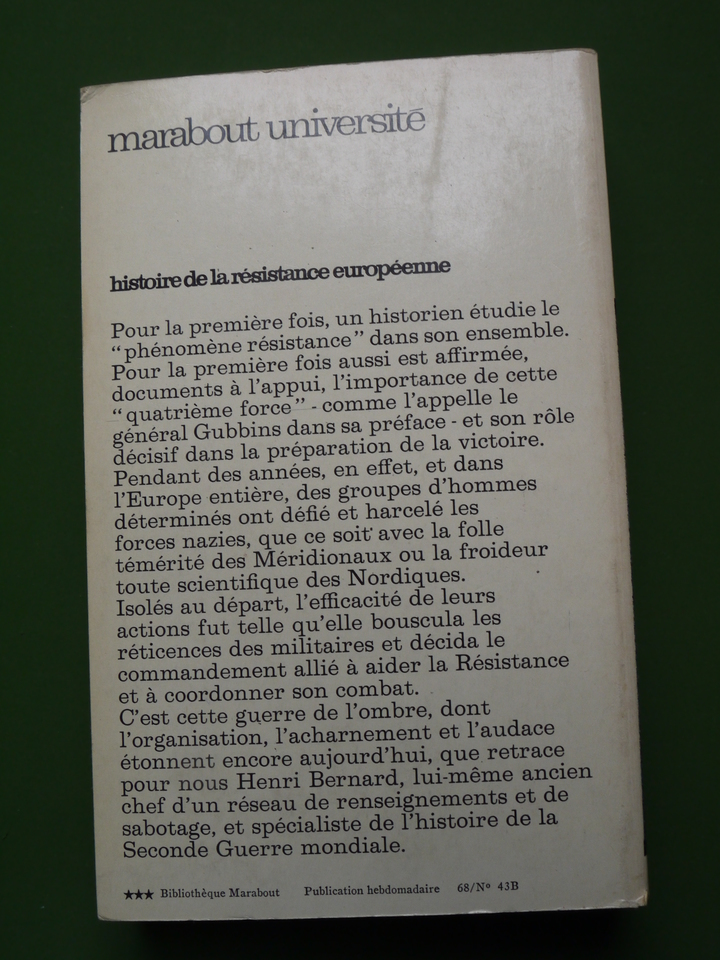 marabout université
histoire de la résistance européenne
Pour la première fois, un historien étudie le
“phénomène résistance” dans son ensemble.
Pour la première fois aussi est affirmée,
documents à l'appui, l'importance de cette
“quatrième force” - comme l'appelle le
général Gubbins dans sa préface - et son rôle
décisif dans la préparation de la victoire.
Pendant des années, en effet, et dans
l'Europe entière, des groupes d'hommes
déterminés ont défié et harcelé les
forces nazies, que ce soit avec la folle
témérité des Méridionaux ou la froideur
toute scientifique des Nordiques.
Isolés au départ, l'efficacité de leurs
actions fut telle qu'elle bouscula les
réticences des militaires et décida le
commandement allié à aider la Résistance
et à coordonner son combat.
C'est cette guerre de l'ombre, dont
l'organisation, l'acharnement et l'audace
étonnent encore aujourd'hui, que retrace
pour nous Henri Bernard, lui-même ancien
chef d'un réseau de renseignements et de
sabotage, et spécialiste de l'histoire de la
Seconde Guerre mondiale.
★★★ Bibliothèque Marabout Publication hebdomadaire 68/Nº 43B